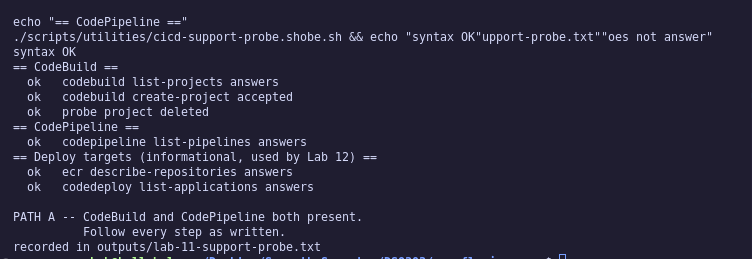 echo "== CodePipeline =="
./scripts/utilities/cicd-support-probe.shobe.sh && echo "syntax OK"upport-probe.txt""oes not answer"
syntax OK
== CodeBuild ==
ok codebuild list-projects answers
ok codebuild create-project accepted
ok probe project deleted
== CodePipeline ==
ok codepipeline list-pipelines answers
== Deploy targets (informational, used by Lab 12) ==
ok ecr describe-repositories answers
ok codedeploy list-applications answers
PATH A -- CodeBuild and CodePipeline both present.
Follow every step as written.
recorded in outputs/lab-11-support-probe.txt